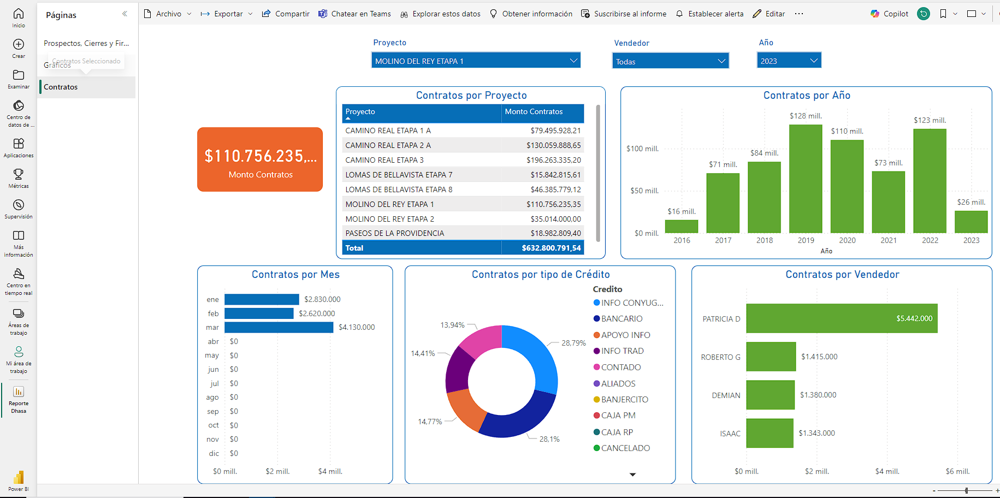 Archivo
Exportar
Compartir
Chatear en Teams
Explorar estos datos
Obtener información
Suscribirse al informe
Establecer alerta
Editar
Copilot
Inicio
Crear
Examinar
Centro de
datos de ...
Aplicaciones
Métricas
Supervisión
Más
información
Centro en
tiempo real
Áreas de
trabajo
Mi área de
trabajo
Reporte
Dhasa
Power BI
Páginas
Prospectos, Cierres y Fir...
Contratos Seleccionado
Gráficos
Contratos
Proyecto
MOLINO DEL REY ETAPA 1
Vendedor
Todas
Año
2023
$110.756.235,...
Monto Contratos
Contratos por Proyecto
Proyecto Monto Contratos
CAMINO REAL ETAPA 1 A $79.495.928,21
CAMINO REAL ETAPA 2 A $130.059.888,65
CAMINO REAL ETAPA 3 $196.263.335,20
LOMAS DE BELLAVISTA ETAPA 7 $15.842.815,61
LOMAS DE BELLAVISTA ETAPA 8 $46.385.779,12
MOLINO DEL REY ETAPA 1 $110.756.235,35
MOLINO DEL REY ETAPA 2 $35.014.000,00
PASEOS DE LA PROVIDENCIA $18.982.809,40
Total $632.800.791,54
Contratos por Año
$128 mill.
$123 mill.
$110 mill.
$84 mill.
$71 mill.
$73 mill.
$26 mill.
$16 mill.
$100 mill.
$50 mill.
$0 mill.
2016 2017 2018 2019 2020 2021 2022 2023
Año
Contratos por Mes
ene $2.830.000
feb $2.620.000
mar $4.130.000
abr $0
may $0
jun $0
jul $0
ago $0
sep $0
oct $0
nov $0
dic $0
$0 mill. $2 mill. $4 mill.
Contratos por tipo de Crédito
13,94%
28,79%
14,41%
14,77%
28,1%
Credito
INFO CONYUG...
BANCARIO
APOYO INFO
INFO TRAD
CONTADO
ALIADOS
BANJERCITO
CAJA PM
CAJA RP
CANCELADO
Contratos por Vendedor
PATRICIA D $5.442.000
ROBERTO G $1.415.000
DEMIAN $1.380.000
ISAAC $1.343.000
$0 mill. $2 mill. $4 mill. $6 mill.